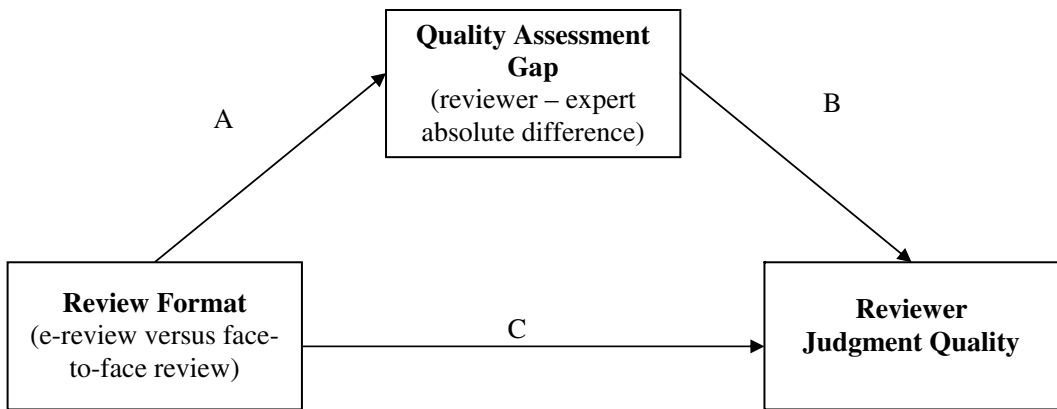 Quality Assessment
Gap
(reviewer – expert
absolute difference)
A
B
Review Format
(e-review versus face-
to-face review)
C
Reviewer
Judgment Quality